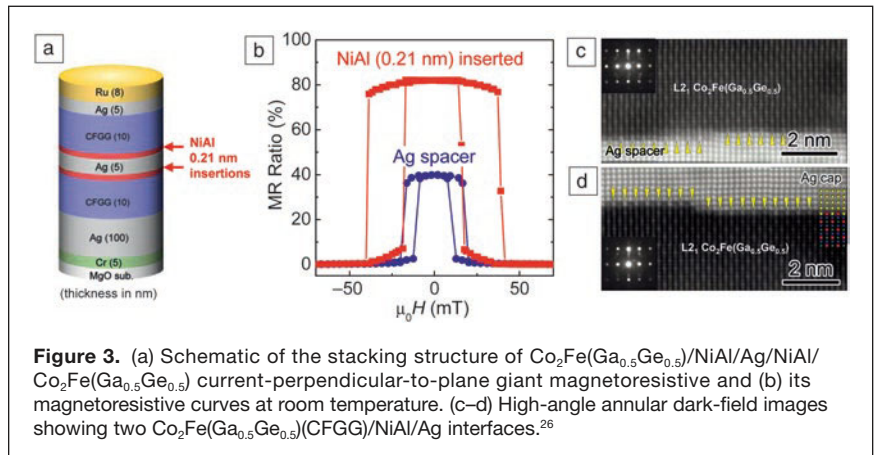 a
Ru (8)
Ag (5)
CFGG (10)
NiAl
0.21 nm
insertions
Ag (5)
CFGG (10)
Ag (100)
Cr (5)
MgO sub.
(thickness in nm)
b
100
80
60
40
20
0
MR Ratio (%)
NiAl (0.21 nm) inserted
Ag spacer
−50 0 50
μ₀H (mT)
c
L2₁ Co₂Fe(Ga₀.₅Ge₀.₅)
Ag spacer
2 nm
d
Ag cap
L2₁ Co₂Fe(Ga₀.₅Ge₀.₅)
2 nm
Figure 3. (a) Schematic of the stacking structure of Co₂Fe(Ga₀.₅Ge₀.₅)/NiAl/Ag/NiAl/
Co₂Fe(Ga₀.₅Ge₀.₅) current-perpendicular-to-plane giant magnetoresistive and (b) its
magnetoresistive curves at room temperature. (c–d) High-angle annular dark-field images
showing two Co₂Fe(Ga₀.₅Ge₀.₅)(CFGG)/NiAl/Ag interfaces.²⁶